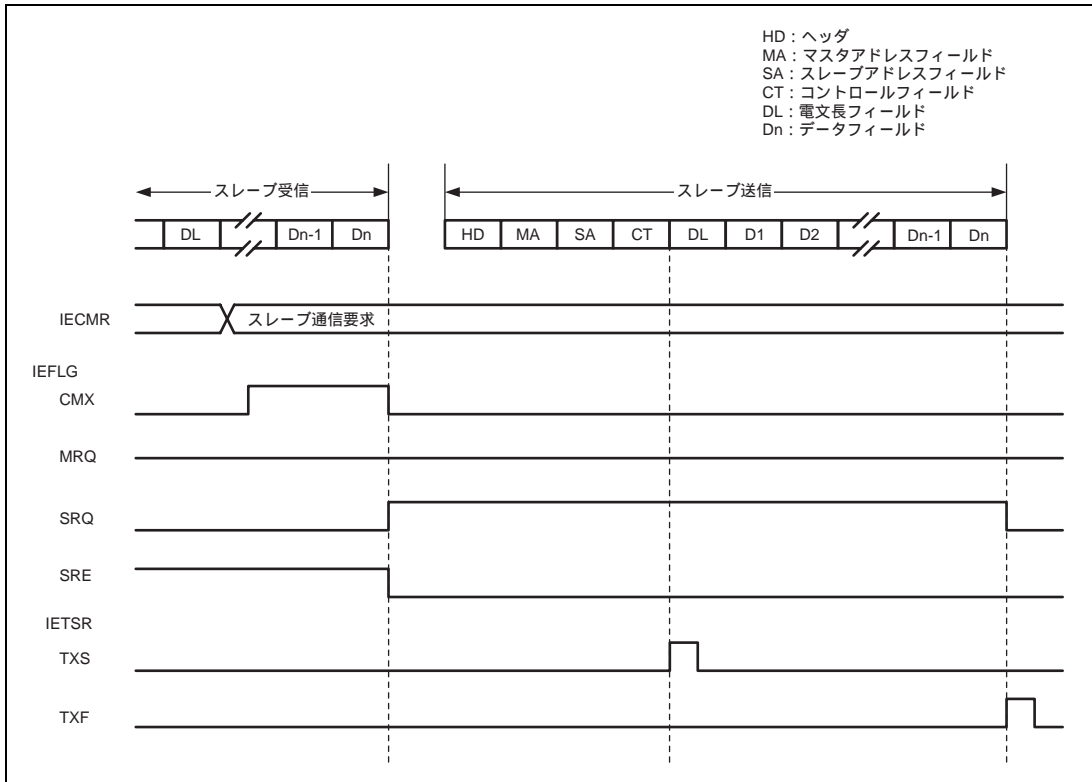 HD：ヘッダ
MA：マスタアドレスフィールド
SA：スレーブアドレスフィールド
CT：コントロールフィールド
DL：電文長フィールド
Dn：データフィールド
スレーブ受信 スレーブ送信
DL Dn-1 Dn HD MA SA CT DL D1 D2 Dn-1 Dn
IECMR スレーブ通信要求
IEFLG
CMX
MRQ
SRQ
SRE
IETSR
TXS
TXF